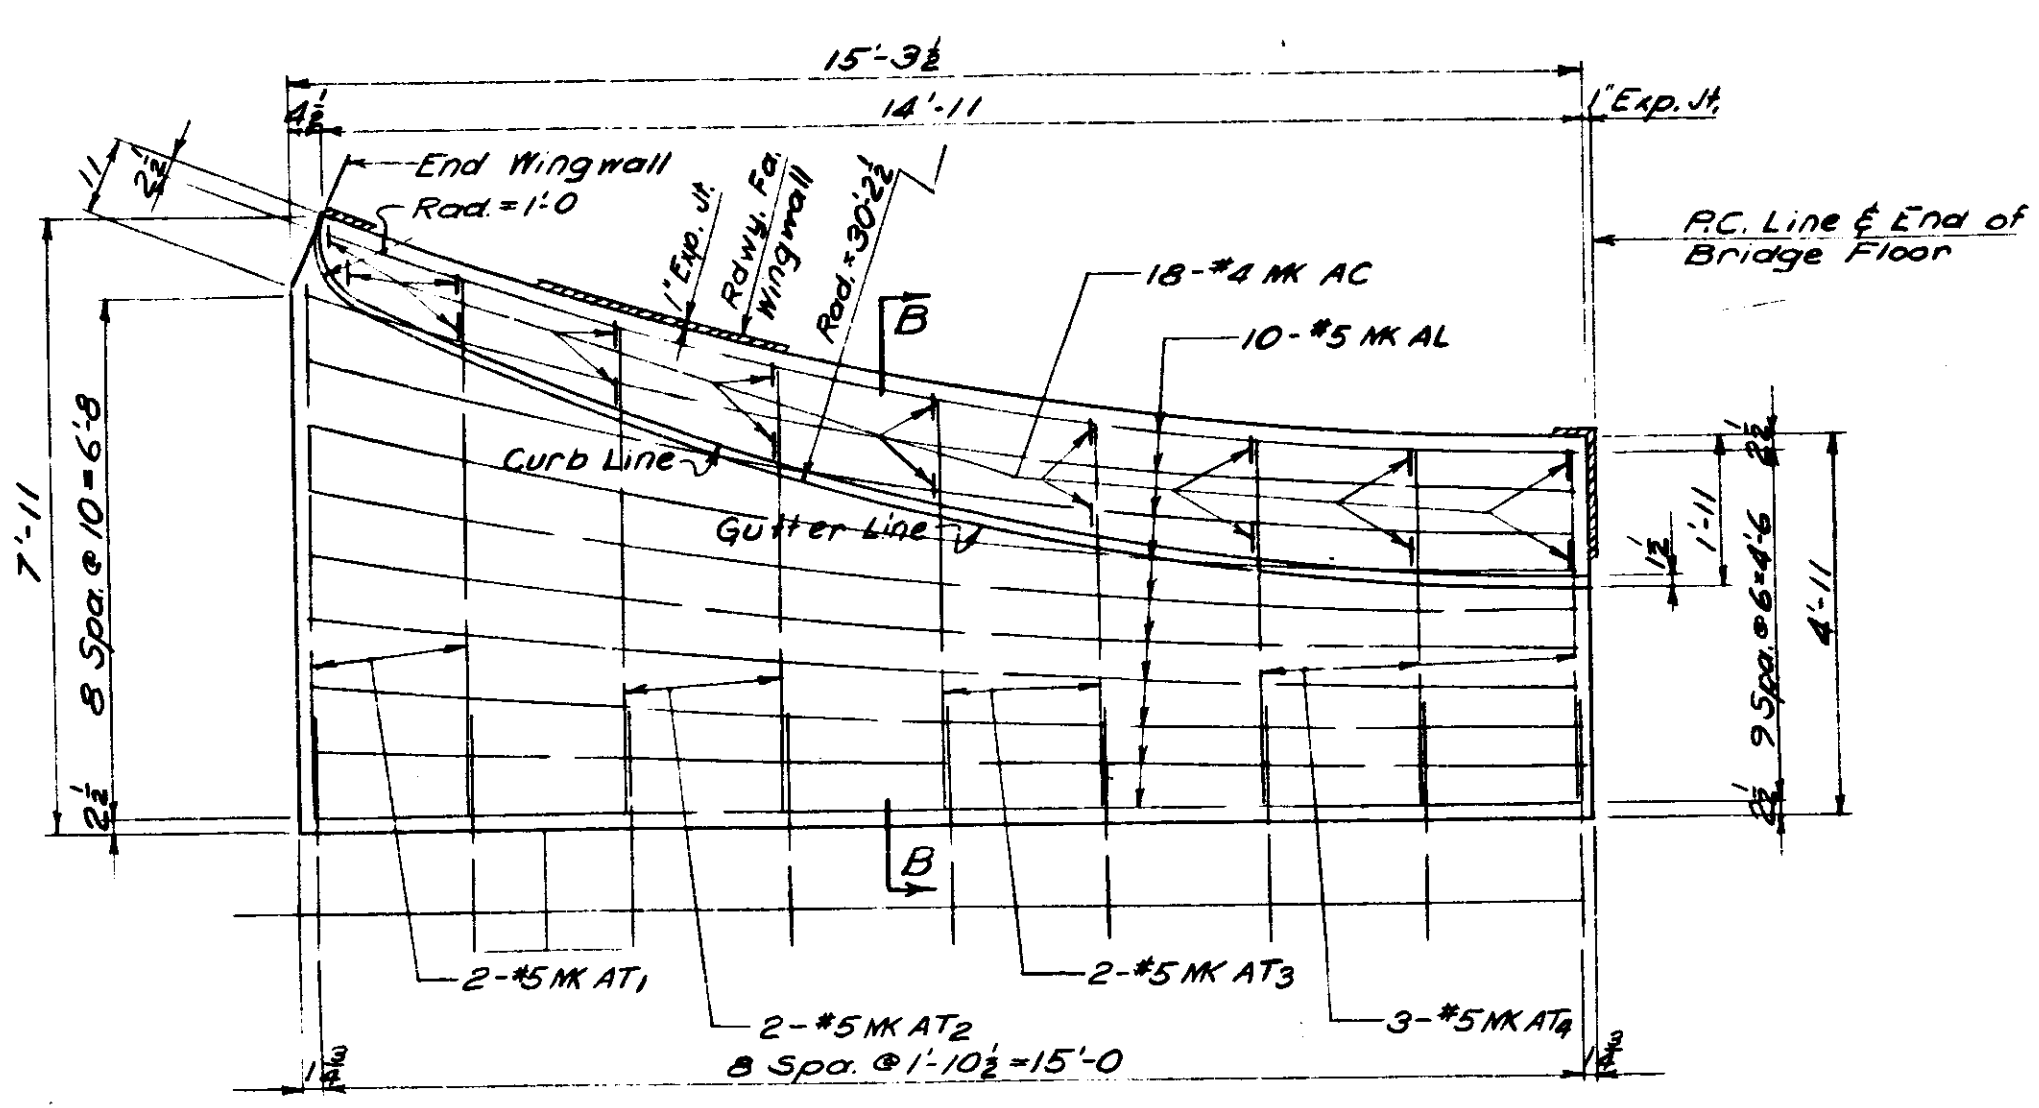 15'-3½
4½
14'-11
1" Exp. Jt.
11
2½
End Wingwall
Rad. = 1'-0
1" Exp. Jt.
Rdwy. Fa.
Wingwall
Rad. = 30'-2½
P.C. Line & End of
Bridge Floor
18-#4 MK AC
B
10-#5 MK AL
7'-11
8 Spa. @ 10 = 6'-8
2½
Curb Line
Gutter Line
1½
1'-11
2½
9 Spa. @ 6 = 4'-6
2½
4'-11
B
2-#5 MK AT1
2-#5 MK AT3
2-#5 MK AT2
3-#5 MK AT4
1¾
8 Spa. @ 1'-10½ = 15'-0
1¾